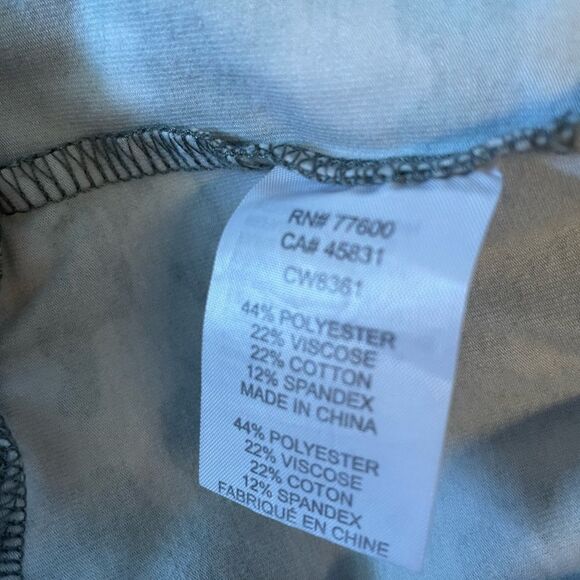 RN# 77600
CA# 45831
CW6361
44% POLYESTER
22% VISCOSE
22% COTTON
12% SPANDEX
MADE IN CHINA
44% POLYESTER
22% VISCOSE
22% COTON
12% SPANDEX
FABRIQUÉ EN CHINE